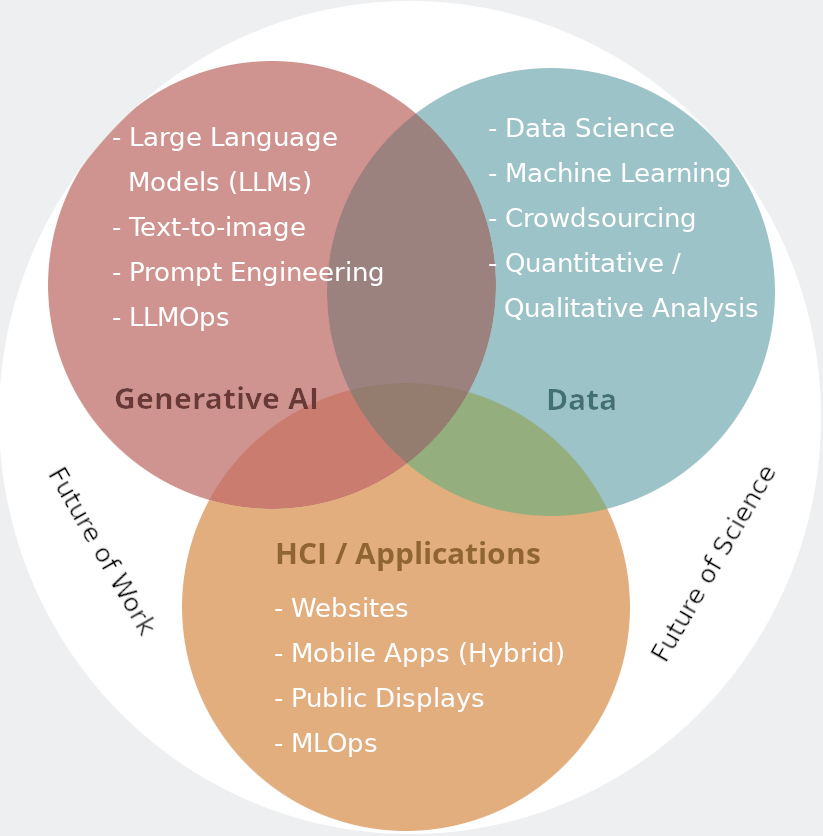 - Large Language
Models (LLMs)
- Text-to-image
- Prompt Engineering
- LLMOps
Generative AI
- Data Science
- Machine Learning
- Crowdsourcing
- Quantitative /
Qualitative Analysis
Data
Future of Work
Future of Science
HCI / Applications
- Websites
- Mobile Apps (Hybrid)
- Public Displays
- MLOps